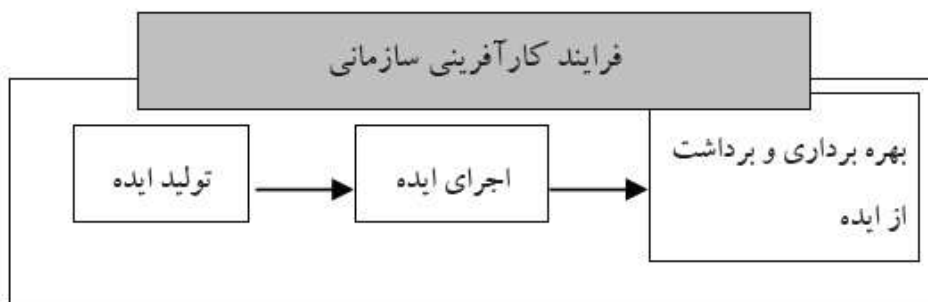 فرایند کارآفرینی سازمانی
تولید ایده
اجرای ایده
بهره برداری و برداشت
از ایده